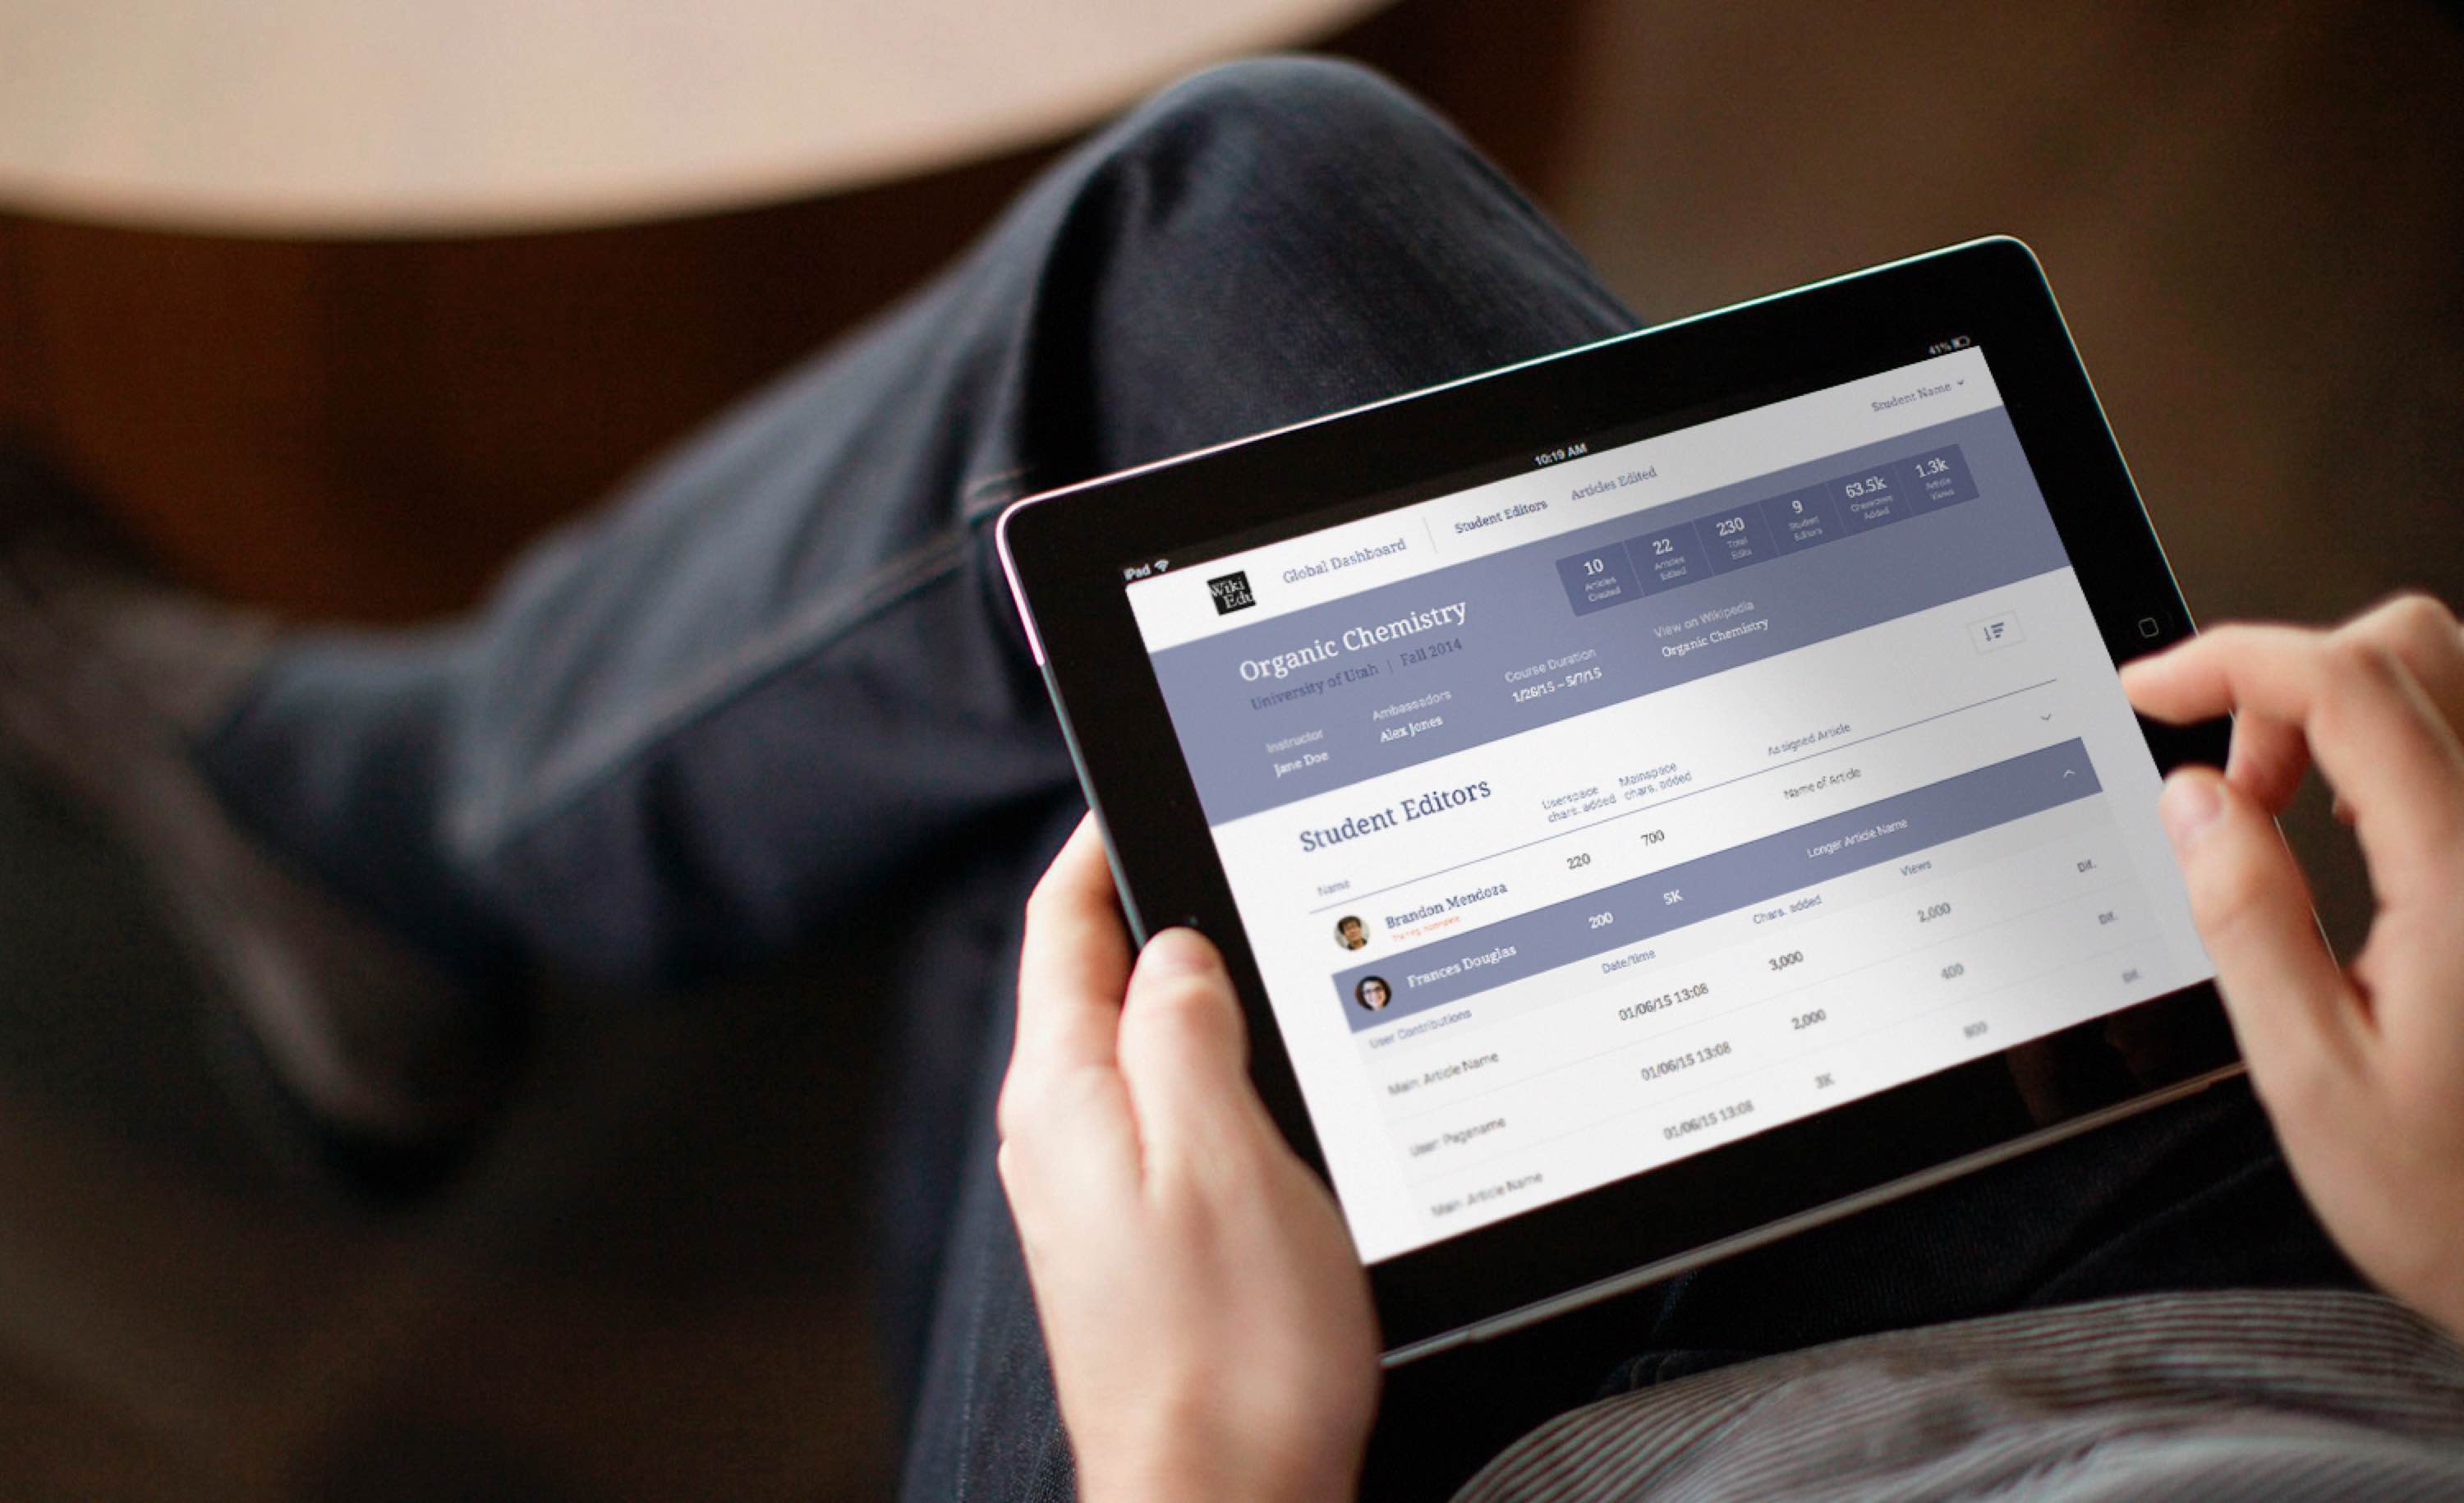 iPad
10:19 AM
41%
Wiki
Edu
Global Dashboard
Student Editors
Articles Edited
Student Name
Organic Chemistry
University of Utah | Fall 2014
10
Articles
Created
22
Articles
Edited
230
Total
Edits
9
Student
Editors
63.5k
Characters
Added
1.3k
Article
Views
Instructor
Jane Doe
Ambassadors
Alex Jones
Course Duration
1/26/15 – 5/7/15
View on Wikipedia
Organic Chemistry
Student Editors
Name
Userspace
chars. added
Mainspace
chars. added
Assigned Article
Brandon Mendoza
Training Incomplete
220
700
Name of Article
Frances Douglas
200
5K
Longer Article Name
User Contributions
Date/time
Chars. added
Views
Main: Article Name
01/06/15 13:08
3,000
2,000
Dif.
User: Pagename
01/06/15 13:08
2,000
400
Dif.
Main: Article Name
01/06/15 13:08
3K
800
Dif.